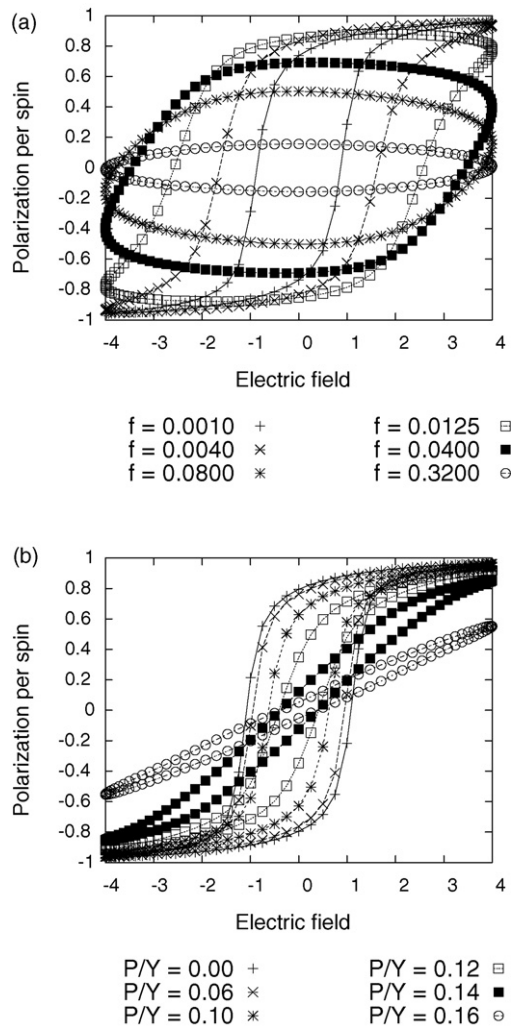 (a)
1
0.8
0.6
0.4
0.2
0
-0.2
-0.4
-0.6
-0.8
-1
Polarization per spin
-4 -3 -2 -1 0 1 2 3 4
Electric field
f = 0.0010 f = 0.0125
f = 0.0040 f = 0.0400
f = 0.0800 f = 0.3200
(b)
1
0.8
0.6
0.4
0.2
0
-0.2
-0.4
-0.6
-0.8
-1
Polarization per spin
-4 -3 -2 -1 0 1 2 3 4
Electric field
P/Y = 0.00 P/Y = 0.12
P/Y = 0.06 P/Y = 0.14
P/Y = 0.10 P/Y = 0.16